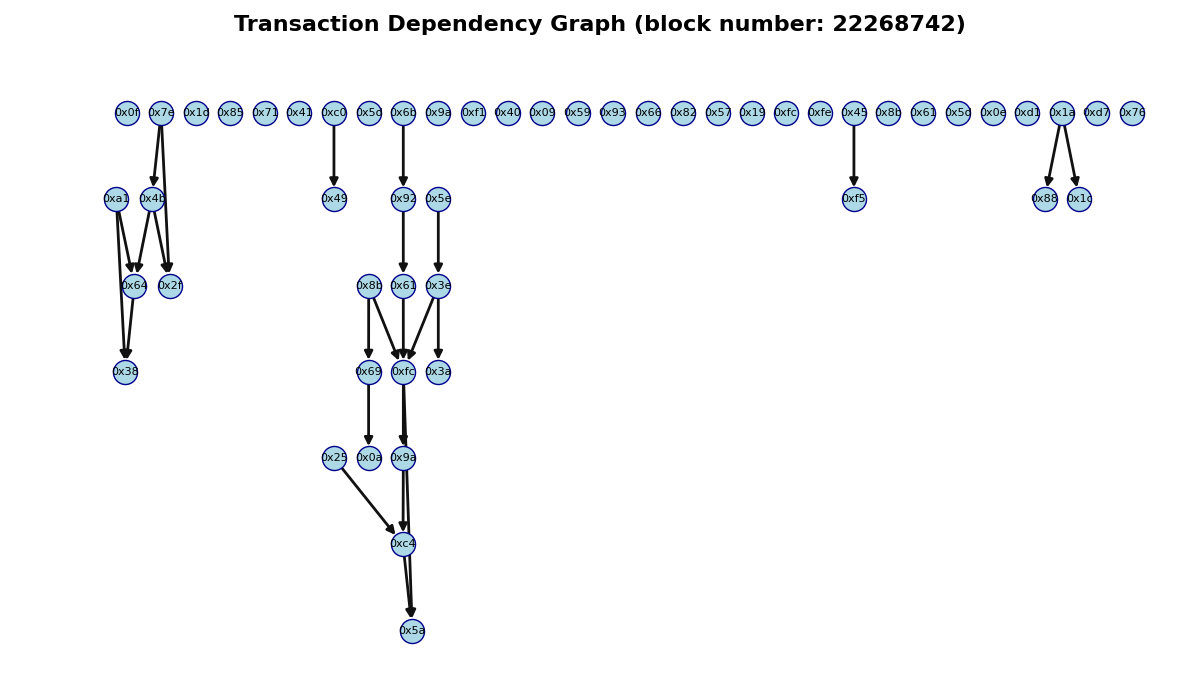 Transaction Dependency Graph (block number: 22268742)
0x0f 0x7e 0x1d 0x85 0x71 0x41 0xc0 0x5d 0x6b 0x9a 0xf1 0x40 0x09 0x59 0x93 0x66 0x82 0x57 0x19 0xfc 0xfe 0x45 0x8b 0x61 0x5d 0x0e 0xd1 0x1a 0xd7 0x76
0xa1 0x4b 0x49 0x92 0x5e 0xf5 0x88 0x1c
0x64 0x2f 0x8b 0x61 0x3e
0x38 0x69 0xfc 0x3a
0x25 0x0a 0x9a
0xc4
0x5a